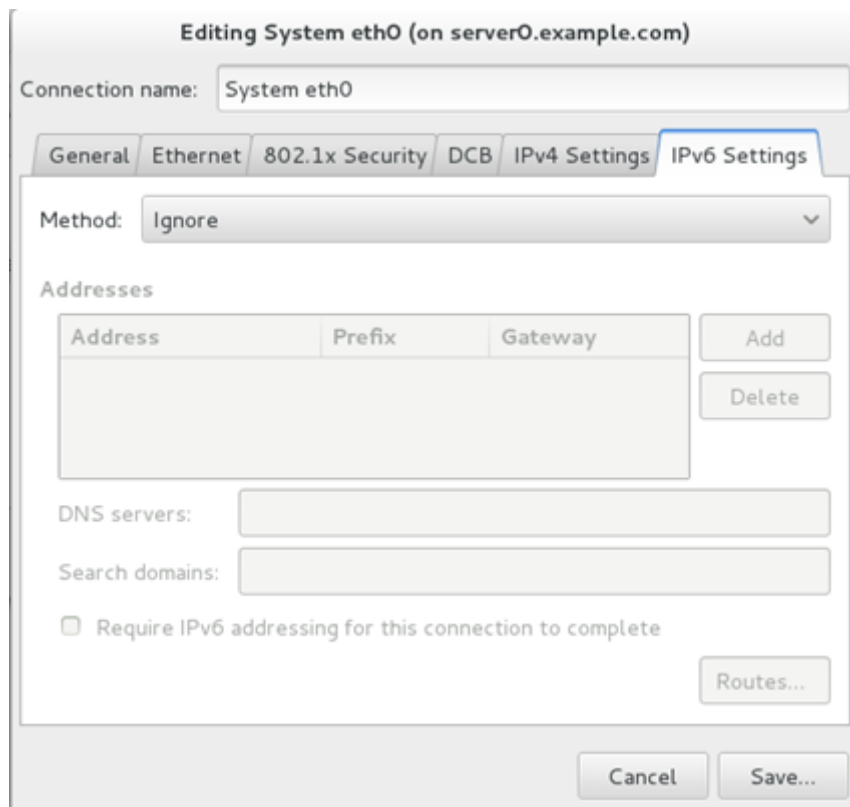 Editing System eth0 (on server0.example.com)
Connection name: System eth0
General Ethernet 802.1x Security DCB IPv4 Settings IPv6 Settings
Method: Ignore
Addresses
Address Prefix Gateway Add
Delete
DNS servers:
Search domains:
Require IPv6 addressing for this connection to complete
Routes...
Cancel Save...